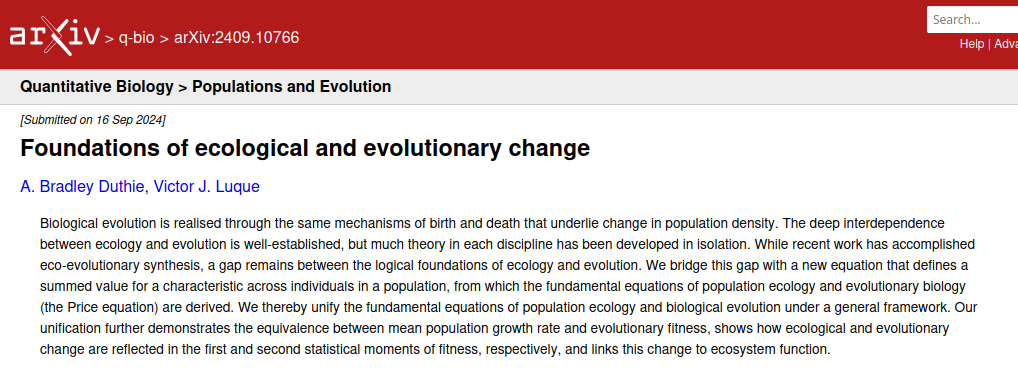 Search...
arXiv > q-bio > arXiv:2409.10766
Help | Adva
Quantitative Biology > Populations and Evolution
[Submitted on 16 Sep 2024]
Foundations of ecological and evolutionary change
A. Bradley Duthie, Victor J. Luque
Biological evolution is realised through the same mechanisms of birth and death that underlie change in population density. The deep interdependence
between ecology and evolution is well-established, but much theory in each discipline has been developed in isolation. While recent work has accomplished
eco-evolutionary synthesis, a gap remains between the logical foundations of ecology and evolution. We bridge this gap with a new equation that defines a
summed value for a characteristic across individuals in a population, from which the fundamental equations of population ecology and evolutionary biology
(the Price equation) are derived. We thereby unify the fundamental equations of population ecology and biological evolution under a general framework. Our
unification further demonstrates the equivalence between mean population growth rate and evolutionary fitness, shows how ecological and evolutionary
change are reflected in the first and second statistical moments of fitness, respectively, and links this change to ecosystem function.